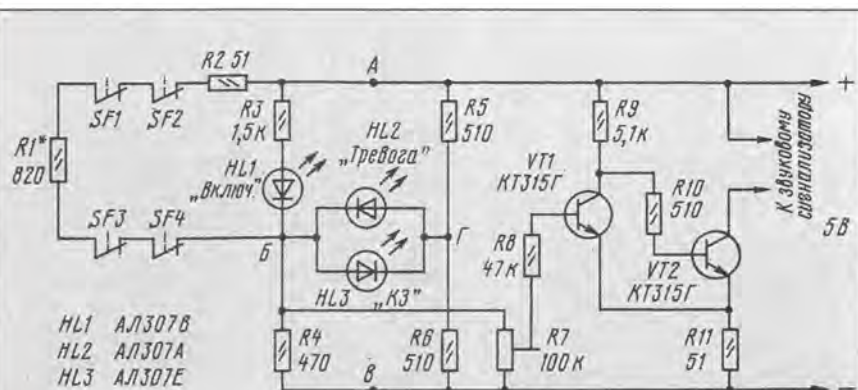 R2 51
А
+
SF1
SF2
R3
1,5к
R5
510
R9
5,1к
HL2
„Тревога"
VT1
КТ315Г
К звуковому
сигнализатору
R1*
820
HL1
„Включ."
R10
510
5В
SF3
SF4
Б
Г
R8
47к
VT2
КТ315Г
HL3
„КЗ"
HL1 АЛ307В
HL2 АЛ307А
HL3 АЛ307Е
R4
470
В
R6
510
R7
100к
R11
51
-